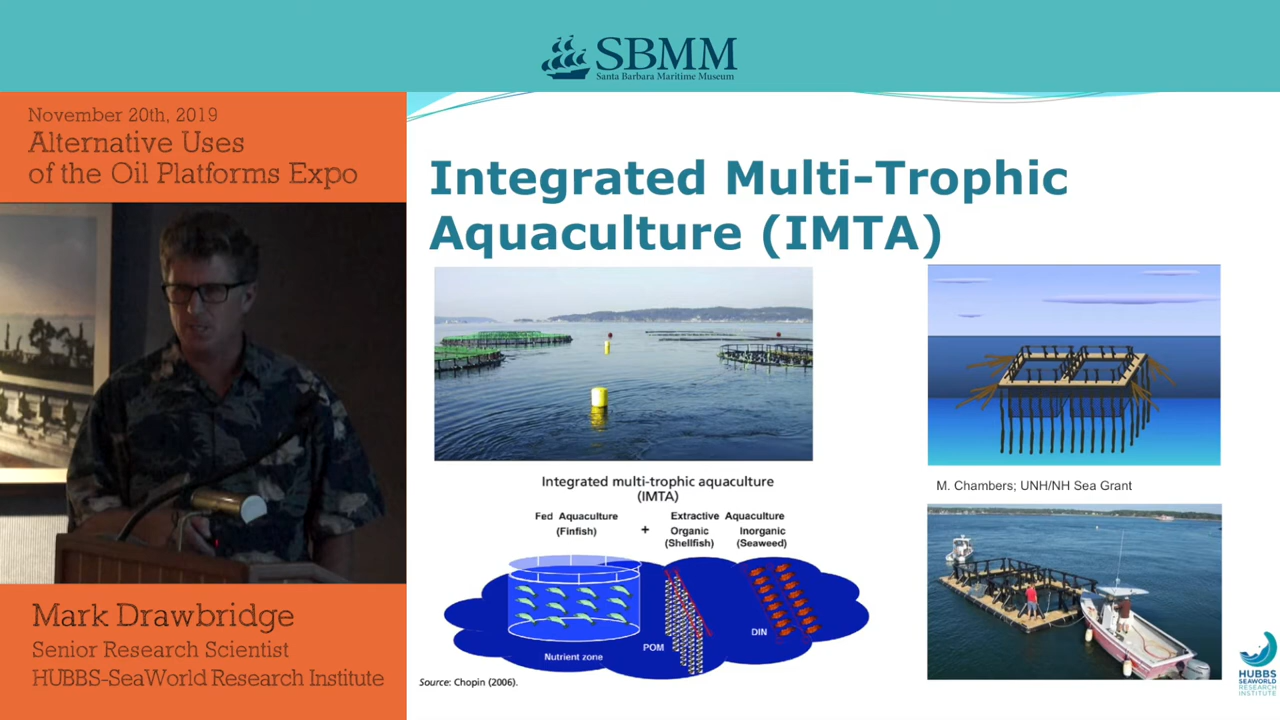 SBMM
Santa Barbara Maritime Museum
November 20th, 2019
Alternative Uses
of the Oil Platforms Expo
Mark Drawbridge
Senior Research Scientist
HUBBS-SeaWorld Research Institute
Integrated Multi-Trophic
Aquaculture (IMTA)
M. Chambers; UNH/NH Sea Grant
Integrated multi-trophic aquaculture
(IMTA)
Fed Aquaculture
(Finfish)
+
Extractive Aquaculture
Organic
(Shellfish)
Inorganic
(Seaweed)
Nutrient zone
POM
DIN
Source: Chopin (2006).
HUBBS
SEAWORLD
RESEARCH
INSTITUTE